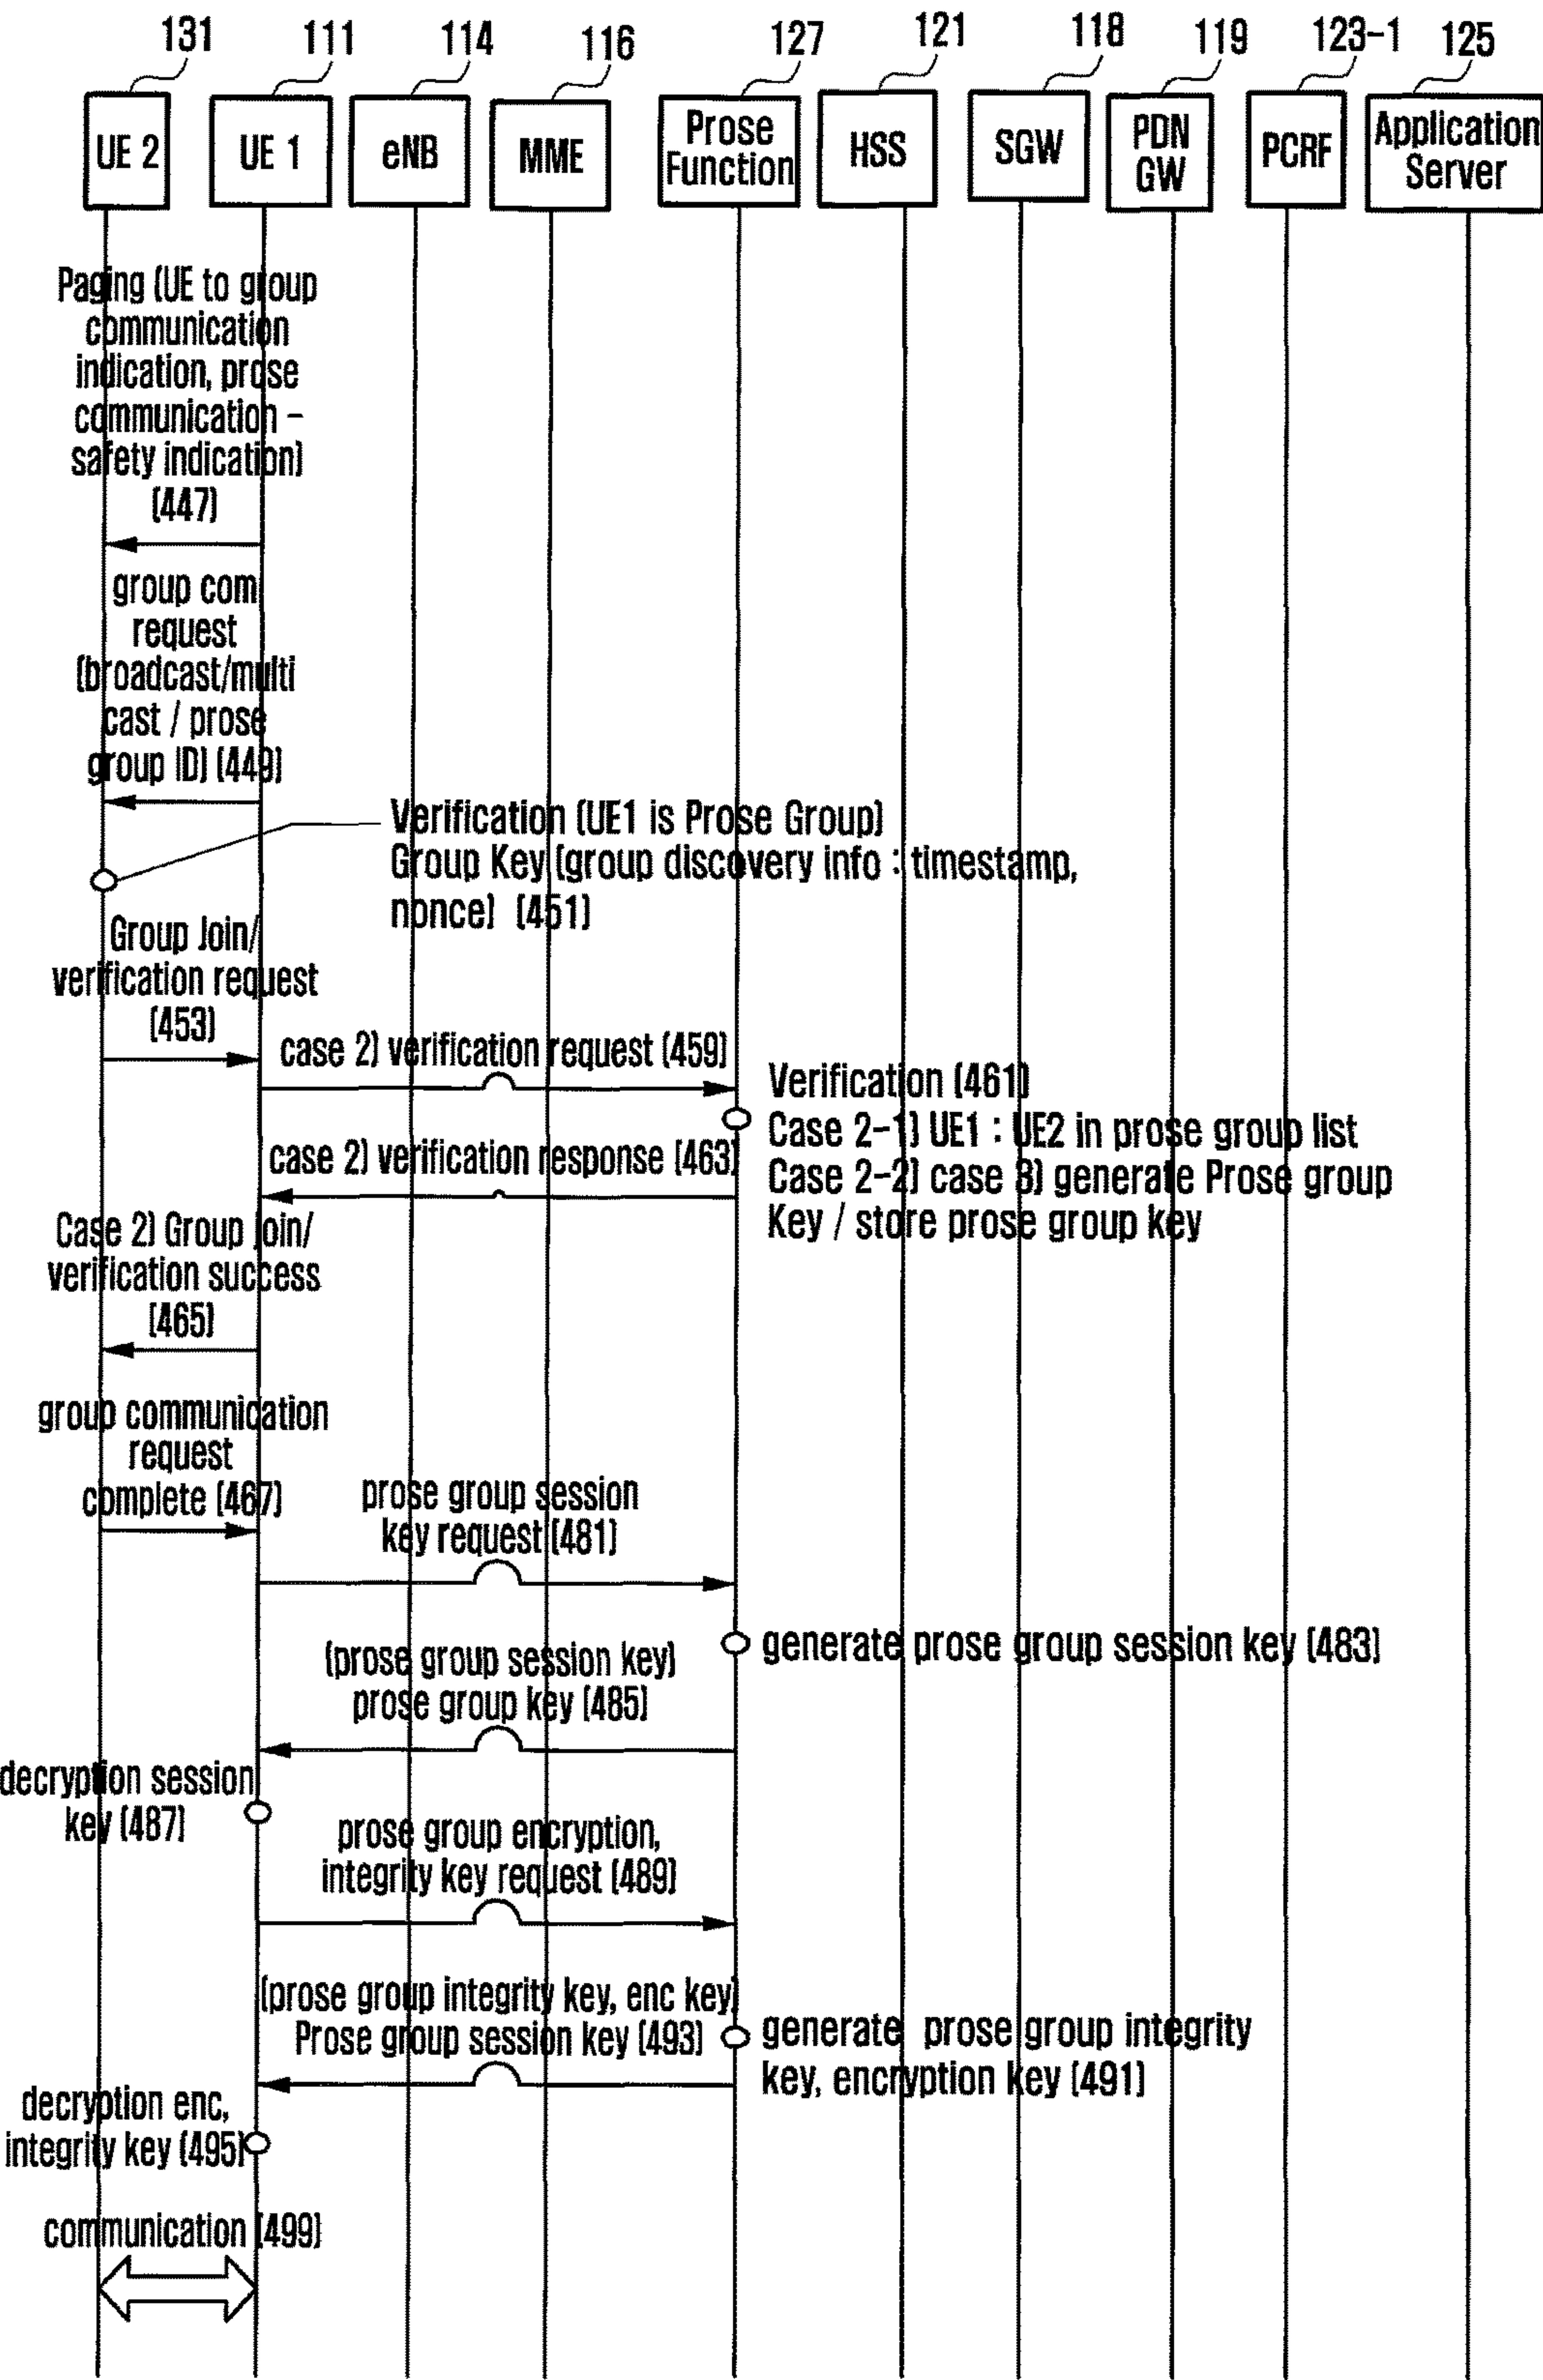 131
111
114
116
127
121
118
119
123-1
125
UE 2
UE 1
eNB
MME
Prose
Function
HSS
SGW
PDN
GW
PCRF
Application
Server
Paging (UE to group
communication
indication, prose
communication -
safety indication)
(447)
group com
request
(broadcast/multi
cast / prose
group ID) (449)
Verification (UE1 is Prose Group)
Group Key (group discovery info : timestamp,
nonce) (451)
Group Join/
verification request
(453)
case 2) verification request (459)
Verification (461)
Case 2-1) UE1 : UE2 in prose group list
Case 2-2) case 3) generate Prose group
Key / store prose group key
case 2) verification response (463)
Case 2) Group join/
verification success
(465)
group communication
request
complete (467)
prose group session
key request (481)
generate prose group session key (483)
(prose group session key)
prose group key (485)
decryption session
key (487)
prose group encryption,
integrity key request (489)
(prose group integrity key, enc key)
Prose group session key (493)
generate prose group integrity
key, encryption key (491)
decryption enc,
integrity key (495)
communication (499)